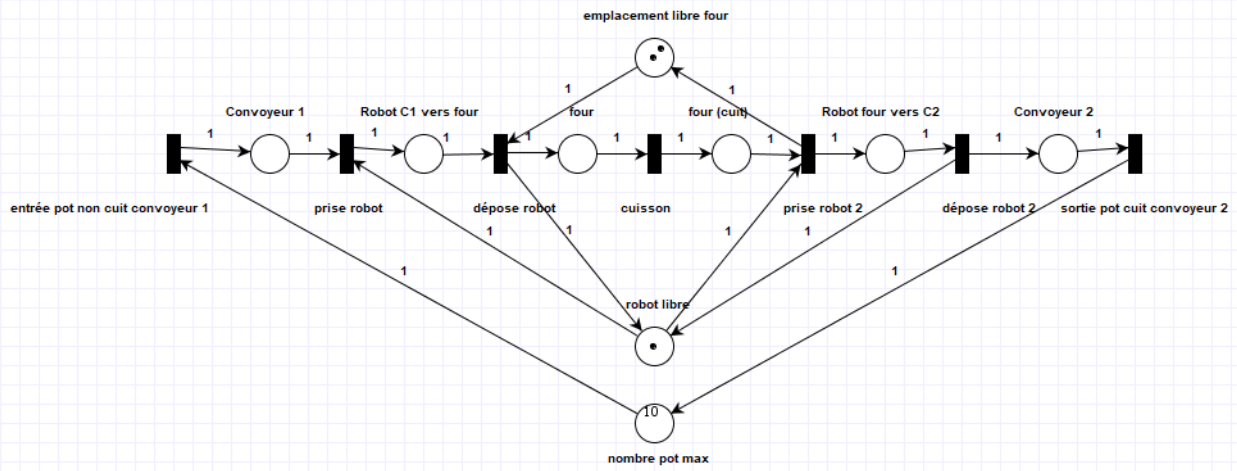 emplacement libre four
1
1
Convoyeur 1
Robot C1 vers four
four
four (cuit)
Robot four vers C2
Convoyeur 2
1
1
1
1
1
1
1
1
1
1
1
1
entrée pot non cuit convoyeur 1
prise robot
dépose robot
cuisson
prise robot 2
dépose robot 2
sortie pot cuit convoyeur 2
1
1
1
1
1
1
robot libre
10
nombre pot max